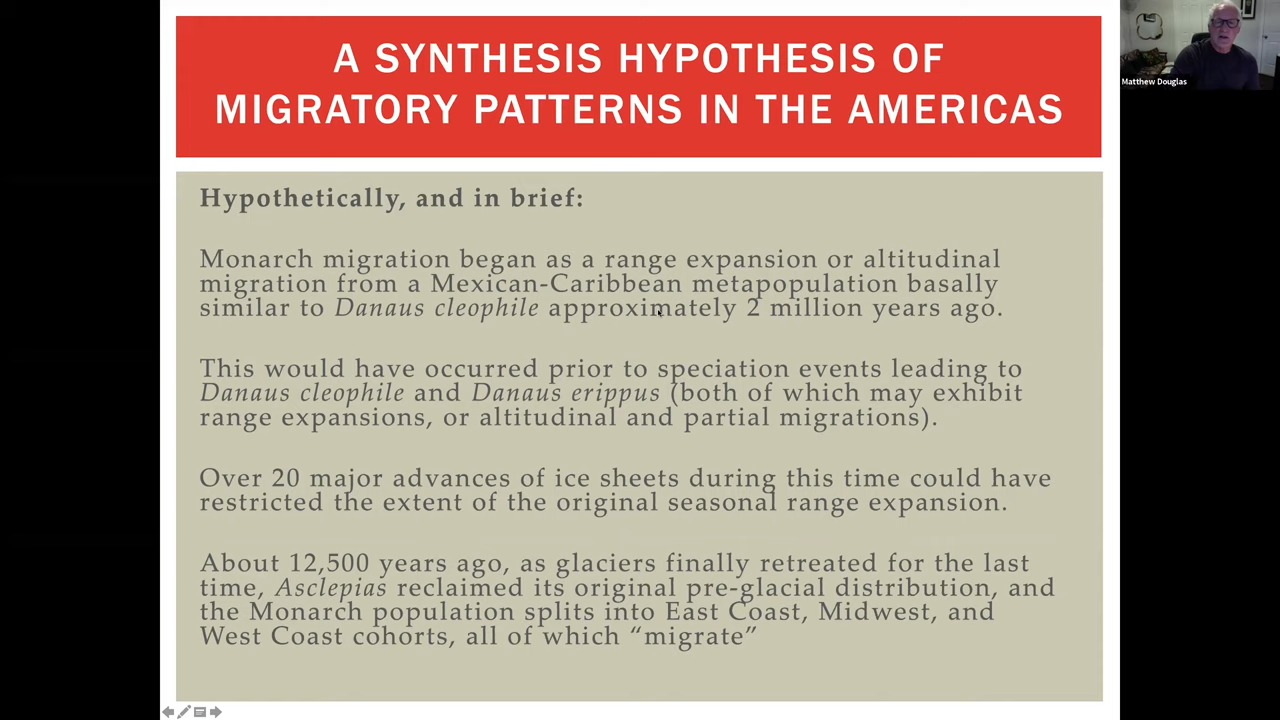 A SYNTHESIS HYPOTHESIS OF
MIGRATORY PATTERNS IN THE AMERICAS
Matthew Douglas
Hypothetically, and in brief:
Monarch migration began as a range expansion or altitudinal
migration from a Mexican-Caribbean metapopulation basally
similar to Danaus cleophile approximately 2 million years ago.
This would have occurred prior to speciation events leading to
Danaus cleophile and Danaus erippus (both of which may exhibit
range expansions, or altitudinal and partial migrations).
Over 20 major advances of ice sheets during this time could have
restricted the extent of the original seasonal range expansion.
About 12,500 years ago, as glaciers finally retreated for the last
time, Asclepias reclaimed its original pre-glacial distribution, and
the Monarch population splits into East Coast, Midwest, and
West Coast cohorts, all of which “migrate”